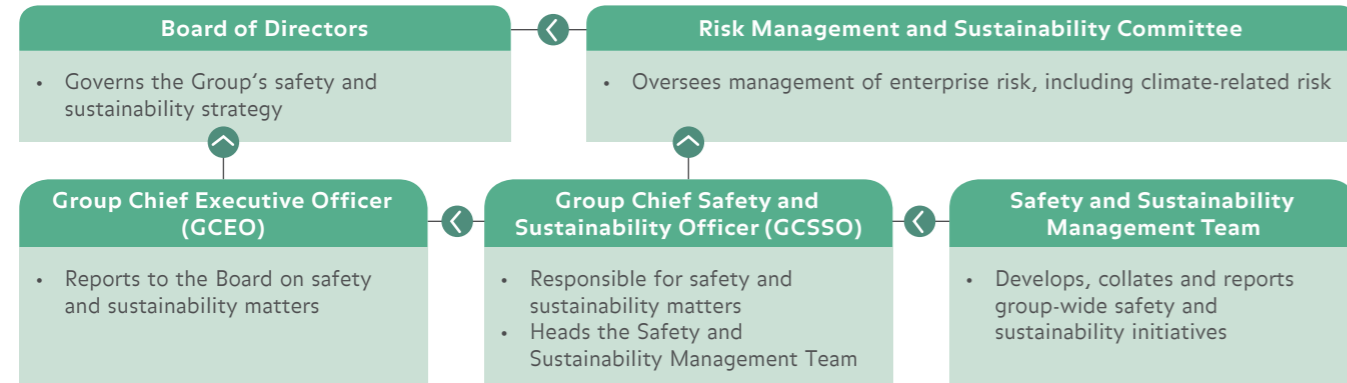 Board of Directors
• Governs the Group's safety and
sustainability strategy
Risk Management and Sustainability Committee
• Oversees management of enterprise risk, including climate-related risk
Group Chief Executive Officer
(GCEO)
• Reports to the Board on safety
and sustainability matters
Group Chief Safety and
Sustainability Officer (GCSSO)
• Responsible for safety and
sustainability matters
• Heads the Safety and
Sustainability Management Team
Safety and Sustainability
Management Team
• Develops, collates and reports
group-wide safety and
sustainability initiatives